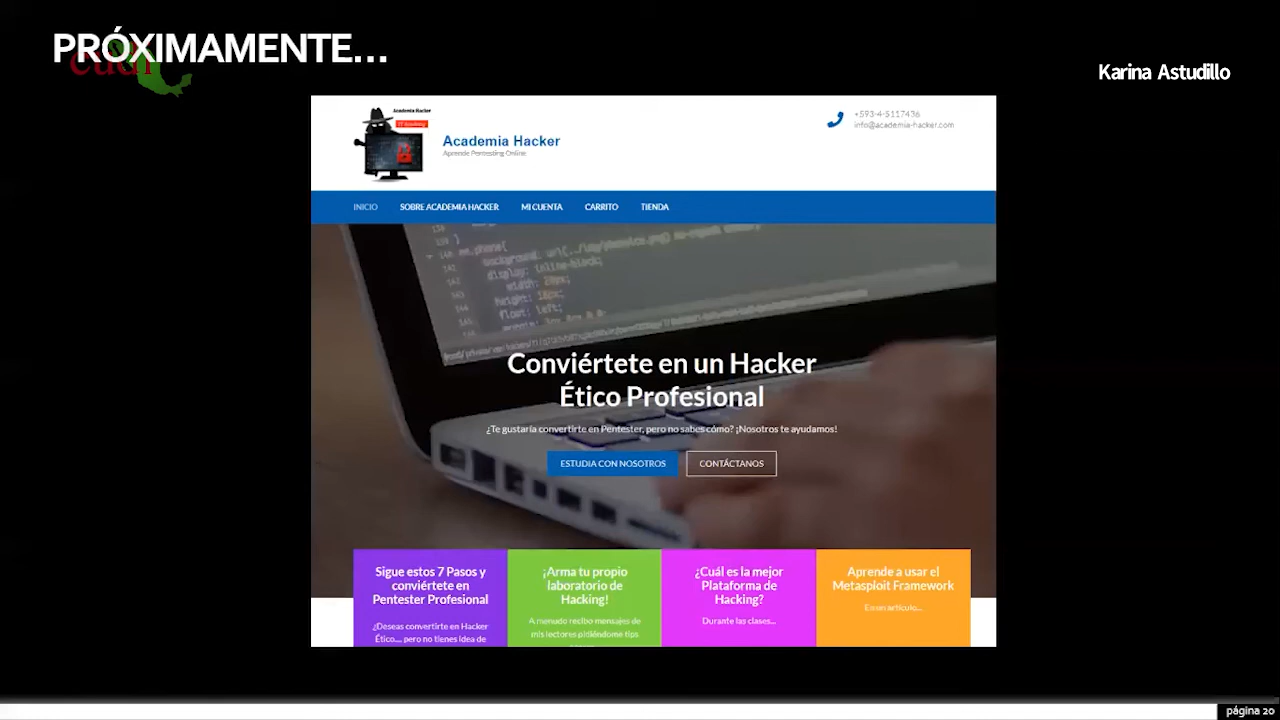 PRÓXIMAMENTE...
cudi
Karina Astudillo
Academia Hacker
IT Academy
Academia Hacker
Aprende Pentesting Online
+593-4-5117436
info@academia-hacker.com
INICIO SOBRE ACADEMIA HACKER MI CUENTA CARRITO TIENDA
Conviértete en un Hacker
Ético Profesional
¿Te gustaría convertirte en Pentester, pero no sabes cómo? ¡Nosotros te ayudamos!
ESTUDIA CON NOSOTROS CONTÁCTANOS
Sigue estos 7 Pasos y
conviértete en
Pentester Profesional
¿Deseas convertirte en Hacker
Ético.... pero no tienes idea de
¡Arma tu propio
laboratorio de
Hacking!
A menudo recibo mensajes de
mis lectores pidiéndome tips
¿Cuál es la mejor
Plataforma de
Hacking?
Durante las clases...
Aprende a usar el
Metasploit Framework
En un artículo...
página 20